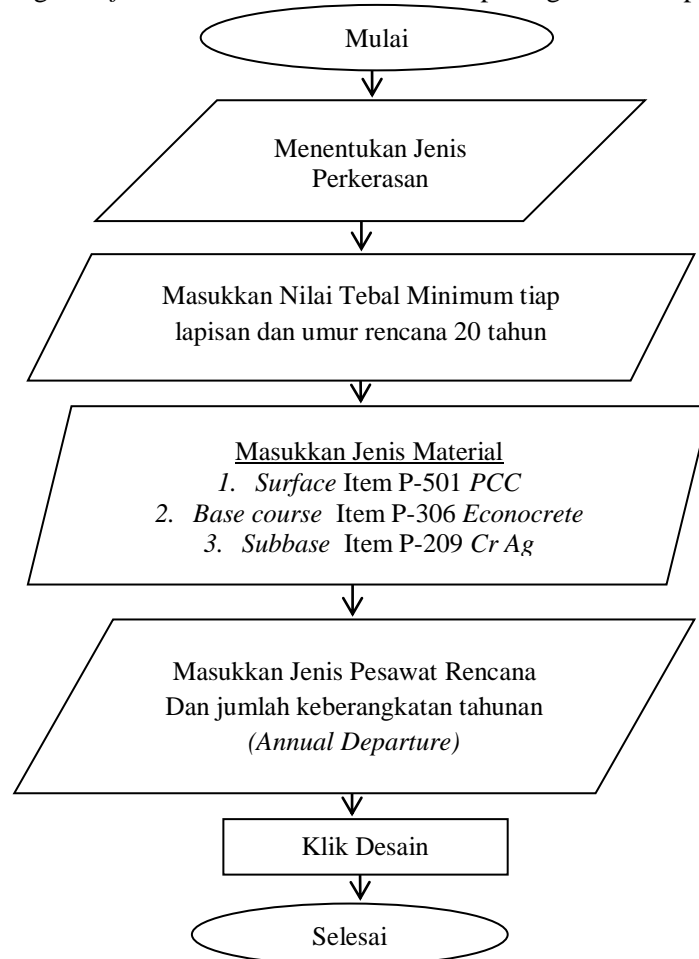 Mulai
Menentukan Jenis
Perkerasan
Masukkan Nilai Tebal Minimum tiap
lapisan dan umur rencana 20 tahun
Masukkan Jenis Material
1. Surface Item P-501 PCC
2. Base course Item P-306 Econocrete
3. Subbase Item P-209 Cr Ag
Masukkan Jenis Pesawat Rencana
Dan jumlah keberangkatan tahunan
(Annual Departure)
Klik Desain
Selesai